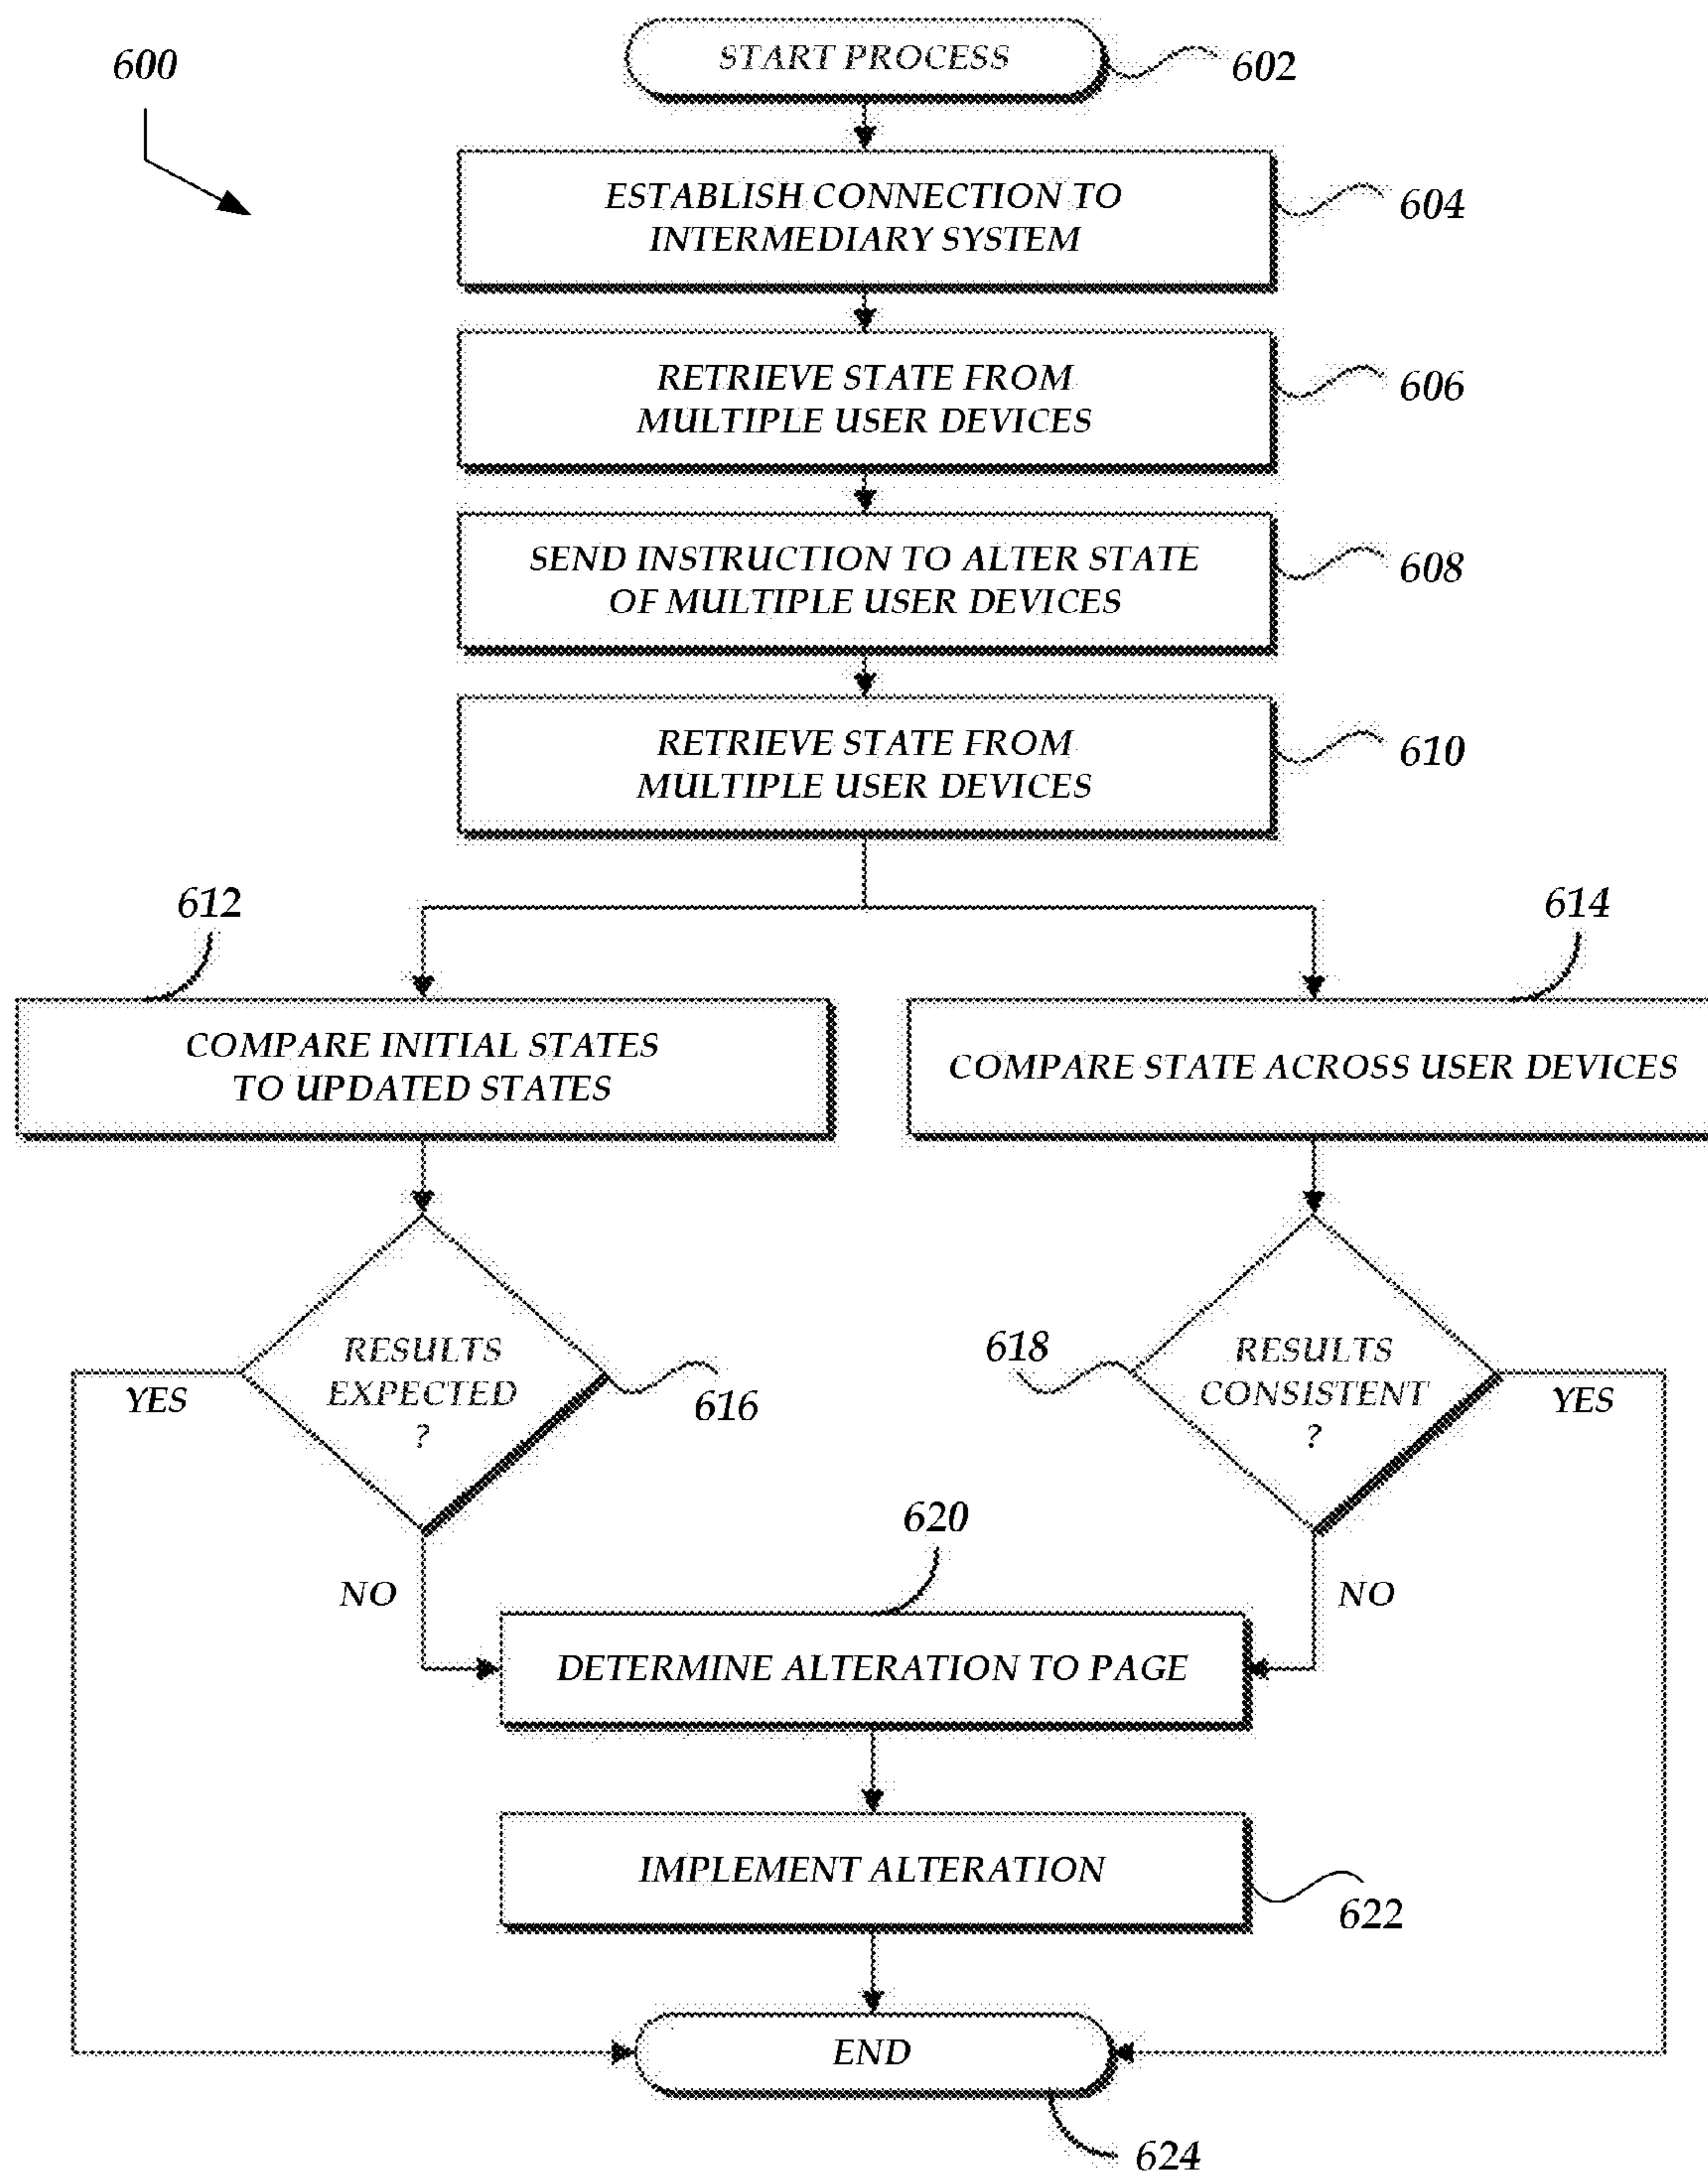 600
START PROCESS
602
ESTABLISH CONNECTION TO
INTERMEDIARY SYSTEM
604
RETRIEVE STATE FROM
MULTIPLE USER DEVICES
606
SEND INSTRUCTION TO ALTER STATE
OF MULTIPLE USER DEVICES
608
RETRIEVE STATE FROM
MULTIPLE USER DEVICES
610
612
614
COMPARE INITIAL STATES
TO UPDATED STATES
COMPARE STATE ACROSS USER DEVICES
RESULTS
EXPECTED
?
YES
616
618
RESULTS
CONSISTENT
?
YES
620
NO
NO
DETERMINE ALTERATION TO PAGE
IMPLEMENT ALTERATION
622
END
624